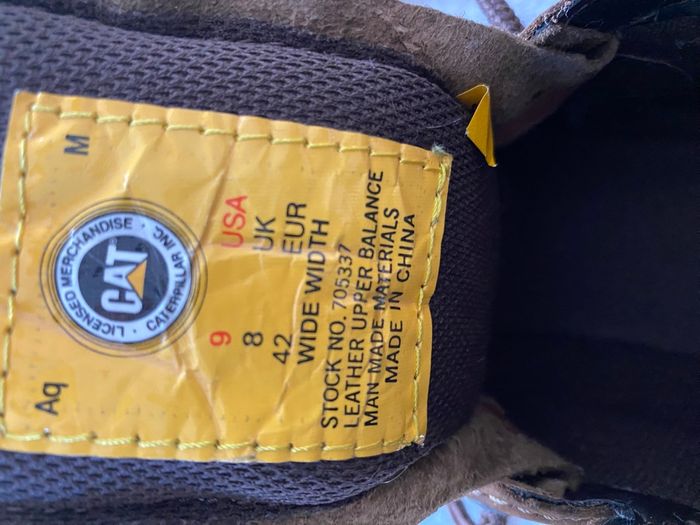 Aq M
LICENSED MERCHANDISE · CATERPILLAR INC. ·
CAT
9 USA
8 UK
42 EUR
WIDE WIDTH
STOCK NO. 705337
LEATHER UPPER BALANCE
MAN MADE MATERIALS
MADE IN CHINA